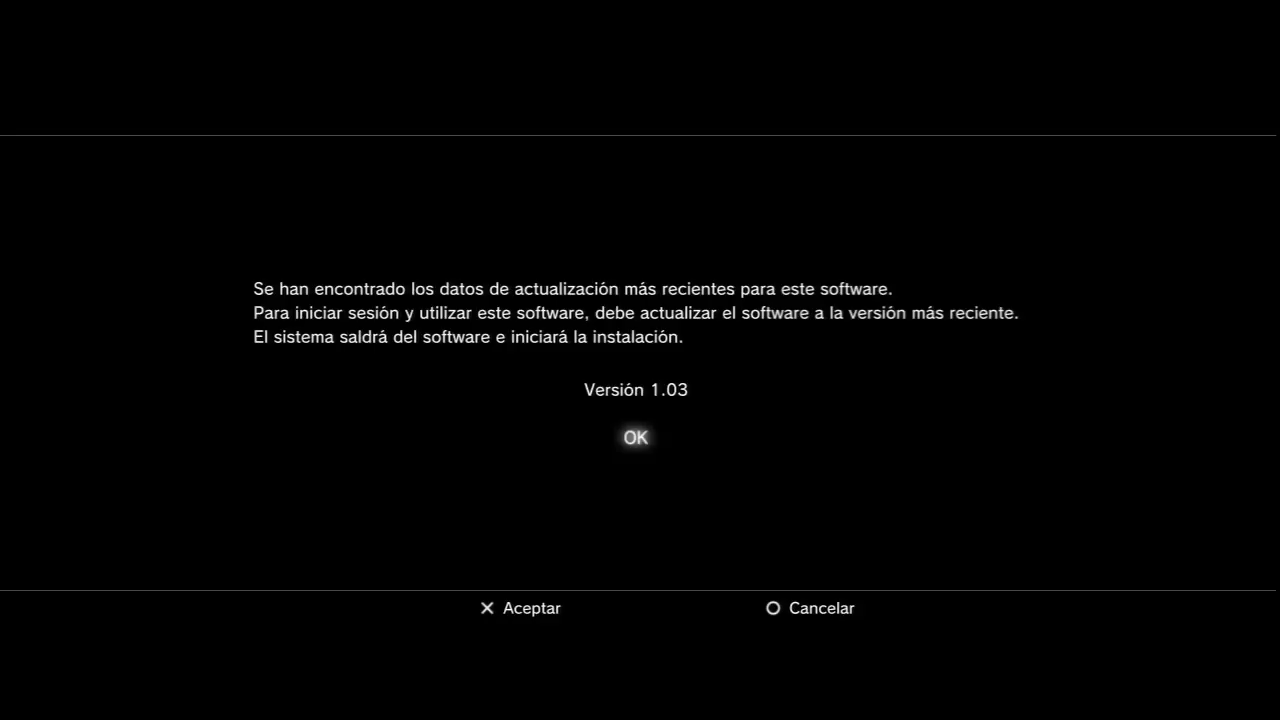 Se han encontrado los datos de actualización más recientes para este software.
Para iniciar sesión y utilizar este software, debe actualizar el software a la versión más reciente.
El sistema saldrá del software e iniciará la instalación.
Versión 1.03
OK
Aceptar
Cancelar